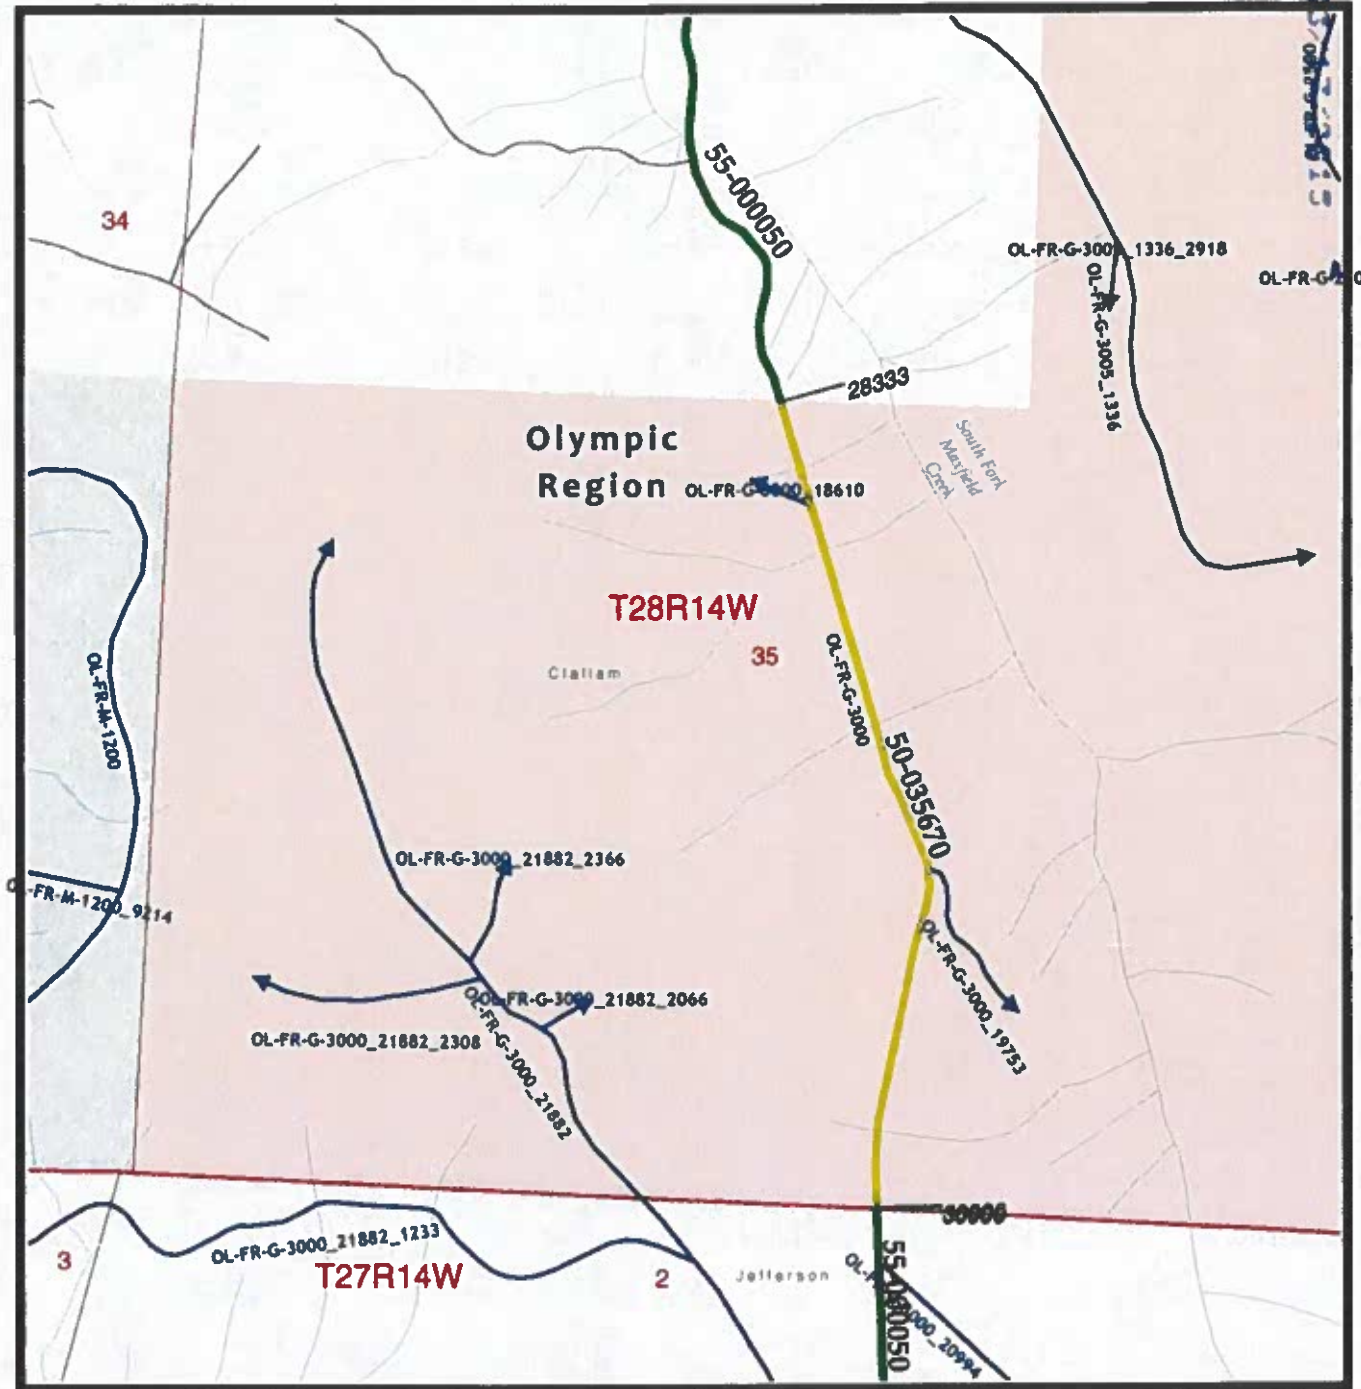 55-000050
34
OL-FR-G-3005_1336_2918
OL-FR-G-3005_1336
28333
Olympic
Region
South Fork
Maxfield
Creek
OL-FR-G-3000_18610
T28R14W
35
OL-FR-G-3000
Clallam
OL-FR-M-1200
50-035670
OL-FR-G-3000_21882_2366
OL-FR-M-1200_9214
OL-FR-G-3000_19753
OL-FR-G-3000_21882_2066
OL-FR-G-3000_21882_2308
OL-FR-G-3000_21882
OL-FR-G-3000_21882_1233
3
T27R14W
2
Jefferson
55-000050